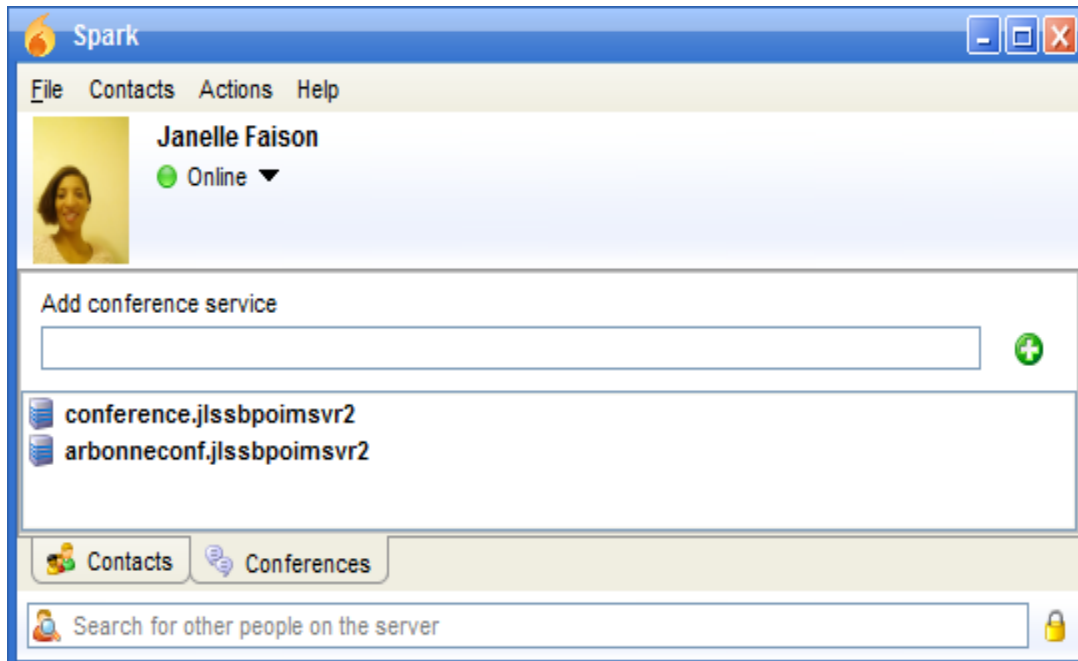 Spark
File Contacts Actions Help
Janelle Faison
Online
Add conference service
conference.jlssbpoimsvr2
arbonneconf.jlssbpoimsvr2
Contacts Conferences
Search for other people on the server